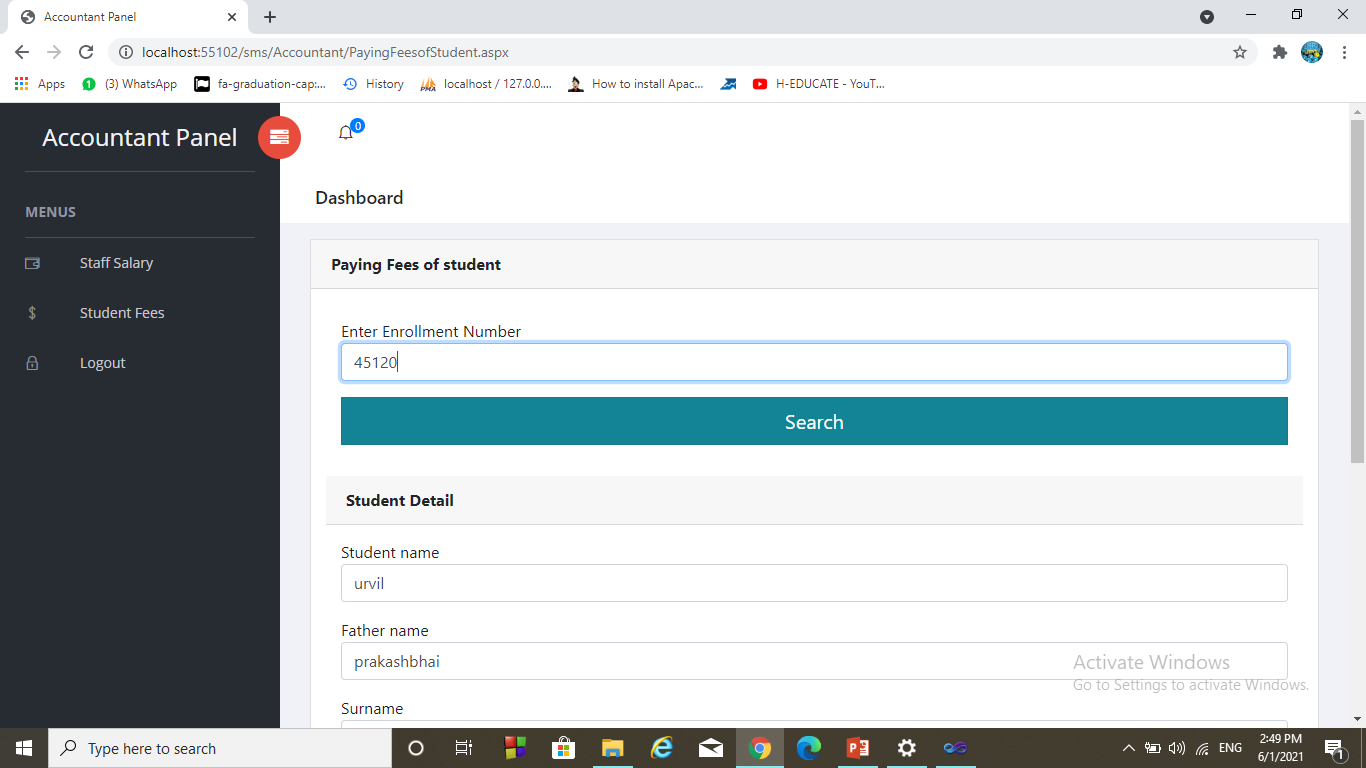 Accountant Panel
localhost:55102/sms/Accountant/PayingFeesofStudent.aspx
Apps
1
(3) WhatsApp
fa-graduation-cap:...
History
PMA
localhost / 127.0.0....
How to install Apac...
H-EDUCATE - YouT...
Accountant Panel
0
Dashboard
MENUS
Staff Salary
$
Student Fees
Logout
Paying Fees of student
Enter Enrollment Number
45120
Search
Student Detail
Student name
urvil
Father name
prakashbhai
Surname
Activate Windows
Go to Settings to activate Windows.
Type here to search
ENG
2:49 PM
6/1/2021
1